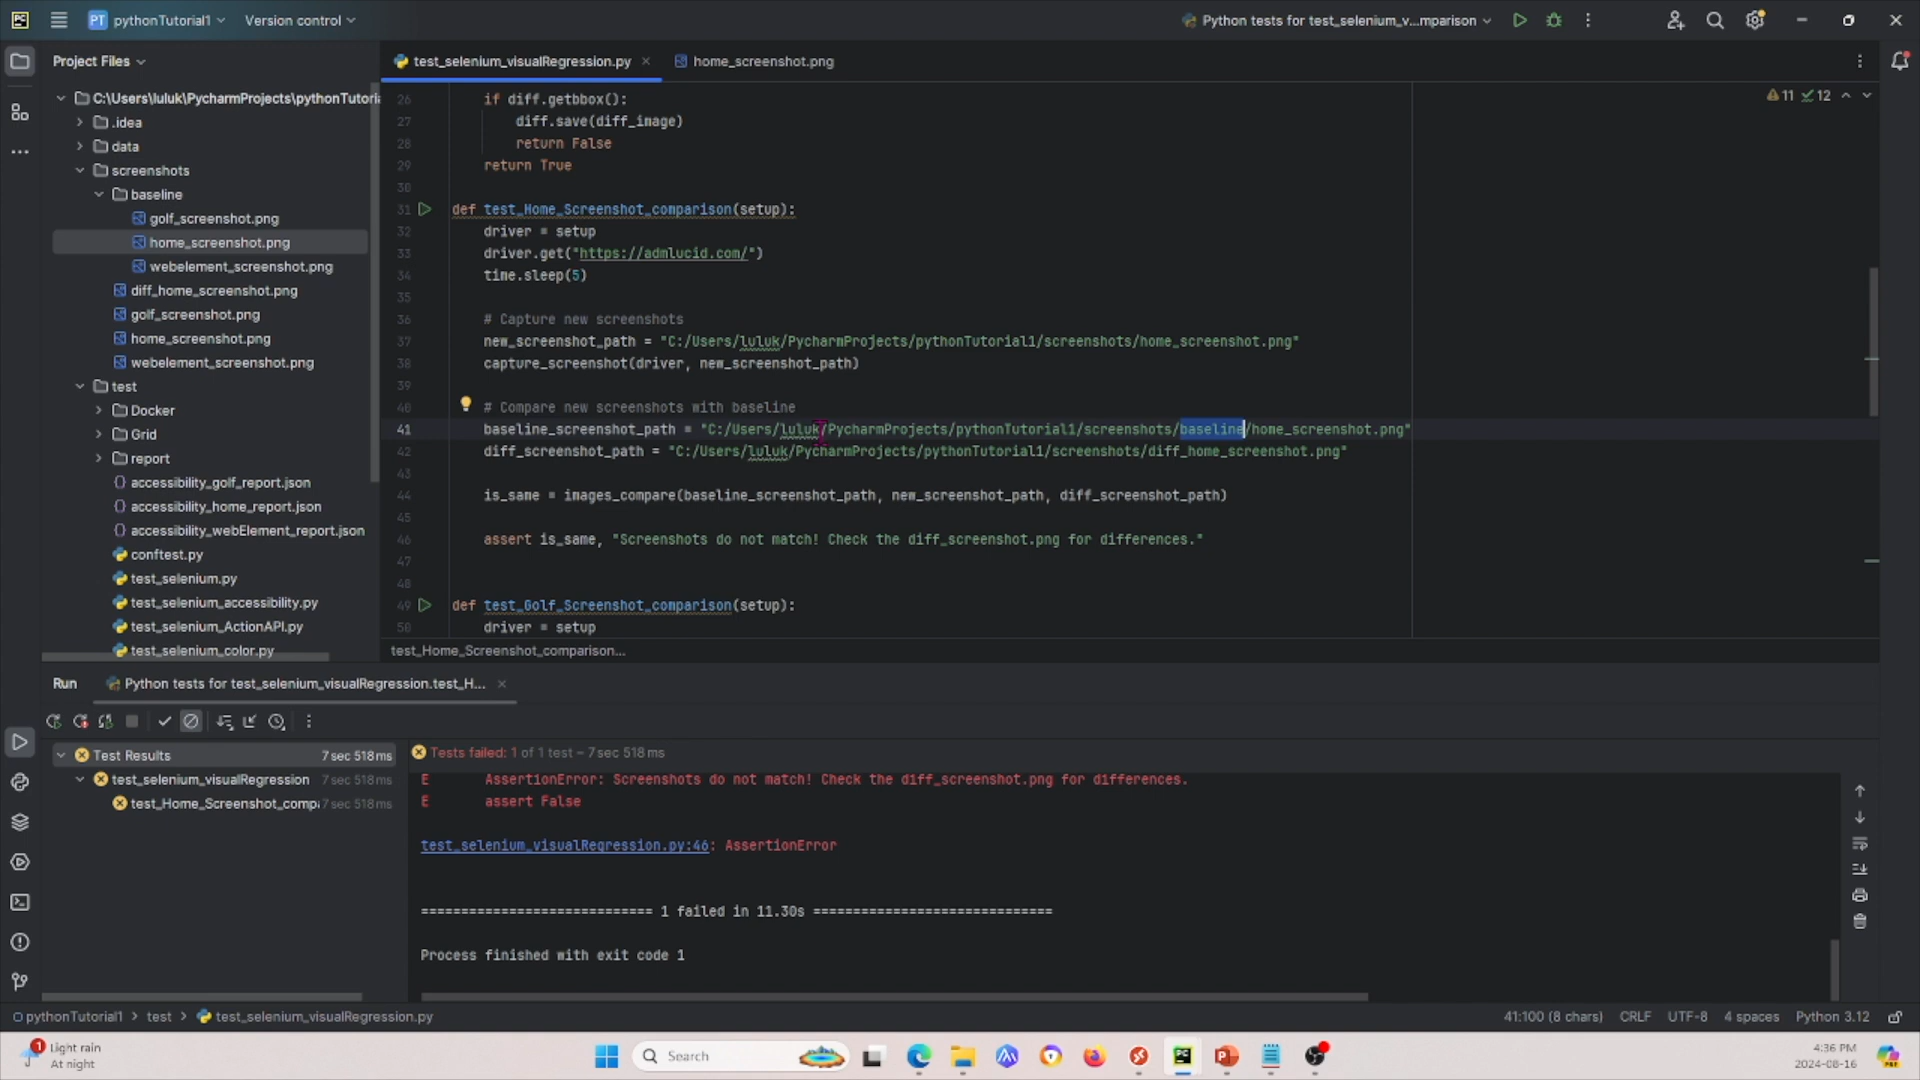 PC
PT pythonTutorial1
Version control
Python tests for test_selenium_v...mparison
Project Files
test_selenium_visualRegression.py
home_screenshot.png
C:\Users\luluk\PycharmProjects\pythonTutori
.idea
data
screenshots
baseline
golf_screenshot.png
home_screenshot.png
webelement_screenshot.png
diff_home_screenshot.png
golf_screenshot.png
home_screenshot.png
webelement_screenshot.png
test
Docker
Grid
report
accessibility_golf_report.json
accessibility_home_report.json
accessibility_webElement_report.json
conftest.py
test_selenium.py
test_selenium_accessibility.py
test_selenium_ActionAPI.py
test_selenium_color.py
11 12
26 if diff.getbbox():
27 diff.save(diff_image)
28 return False
29 return True
30
31 def test_Home_Screenshot_comparison(setup):
32 driver = setup
33 driver.get("https://admlucid.com/")
34 time.sleep(5)
35
36 # Capture new screenshots
37 new_screenshot_path = "C:/Users/luluk/PycharmProjects/pythonTutorial1/screenshots/home_screenshot.png"
38 capture_screenshot(driver, new_screenshot_path)
39
40 # Compare new screenshots with baseline
41 baseline_screenshot_path = "C:/Users/luluk/PycharmProjects/pythonTutorial1/screenshots/baseline/home_screenshot.png"
42 diff_screenshot_path = "C:/Users/luluk/PycharmProjects/pythonTutorial1/screenshots/diff_home_screenshot.png"
43
44 is_same = images_compare(baseline_screenshot_path, new_screenshot_path, diff_screenshot_path)
45
46 assert is_same, "Screenshots do not match! Check the diff_screenshot.png for differences."
47
48
49 def test_Golf_Screenshot_comparison(setup):
50 driver = setup
test_Home_Screenshot_comparison...
Run
Python tests for test_selenium_visualRegression.test_H...
Test Results 7 sec 518 ms
test_selenium_visualRegression 7 sec 518 ms
test_Home_Screenshot_comp 7 sec 518 ms
Tests failed: 1 of 1 test – 7 sec 518 ms
E AssertionError: Screenshots do not match! Check the diff_screenshot.png for differences.
E assert False
test_selenium_visualRegression.py:46: AssertionError
============================ 1 failed in 11.30s =============================
Process finished with exit code 1
pythonTutorial1 > test > test_selenium_visualRegression.py
41:100 (8 chars) CRLF UTF-8 4 spaces Python 3.12
1
Light rain
At night
Search
PC
4:36 PM
2024-08-16